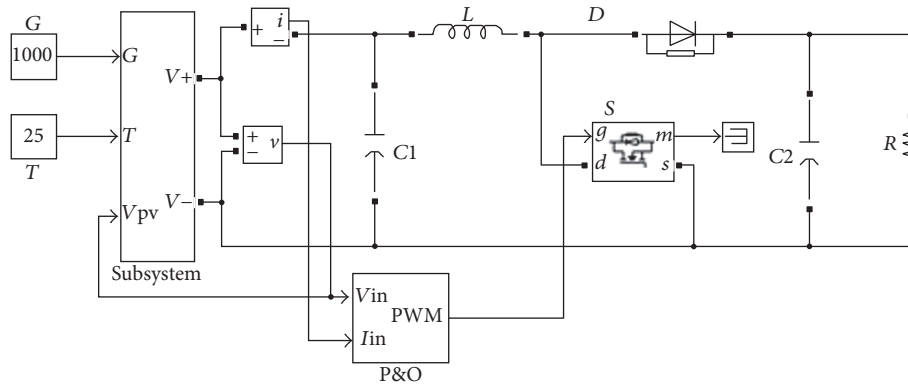 G
1000
25
T
G
T
Vpv
V+
V−
Subsystem
+
−
i
+
−
v
C1
L
D
S
g
d
m
s
C2
R
Vin
Iin
PWM
P&O